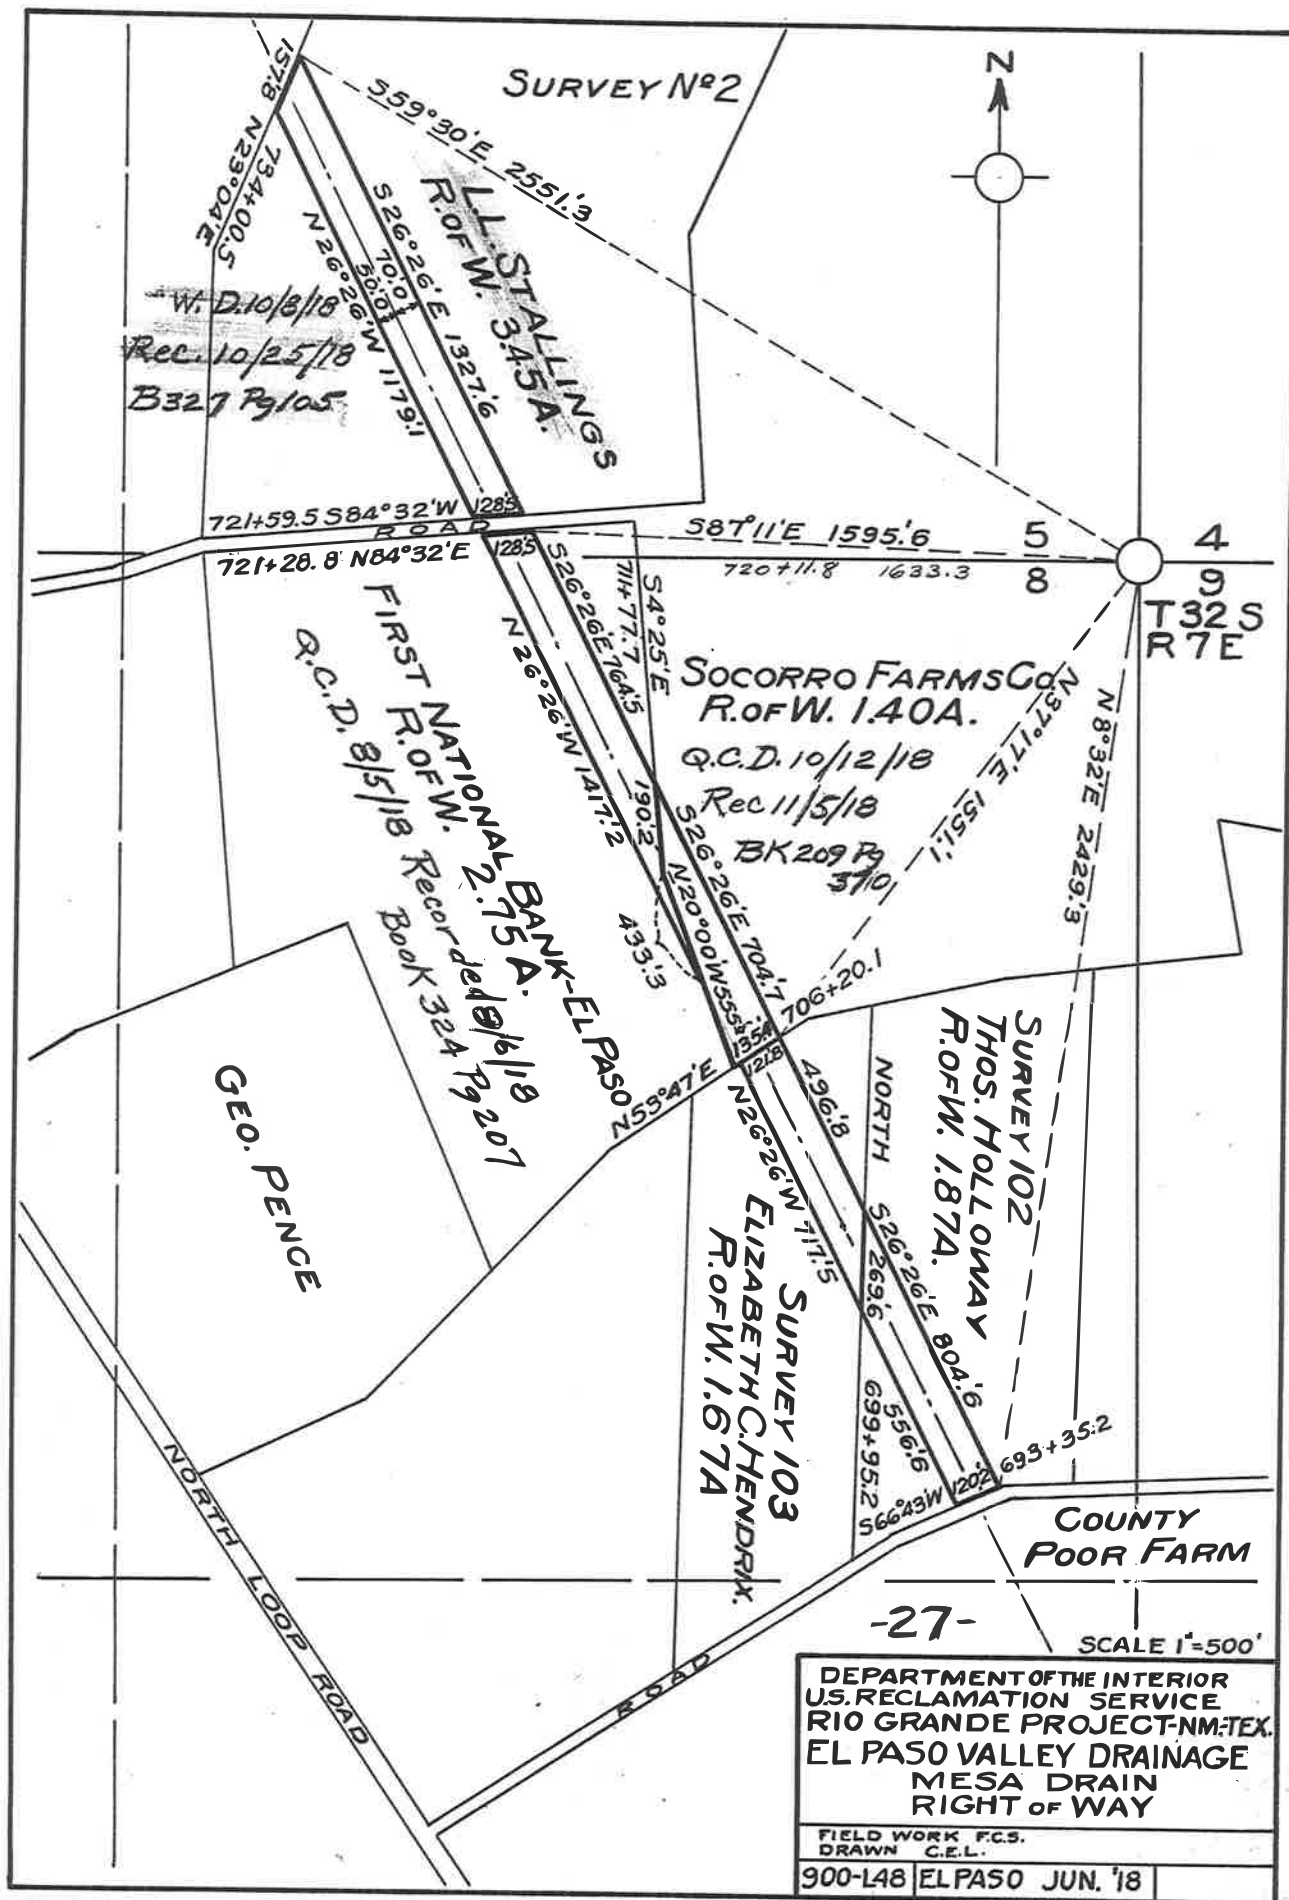 SURVEY Nº2
N
157.'8 N23°04'E
734+00.5
S59°30'E 2551.'3
L.L. STALLINGS
R.OF W. 3.45A.
S26°26'E 1327.'6
70.'0
50.'0
N26°26'W 1179.'1
W. D. 10/8/18
Rec. 10/25/18
B327 Pg 105
721+59.5 S84°32'W
128.'5
ROAD
721+28.8 N84°32'E
128.'5
S87°11'E 1595.'6
720+11.8 1633.3
5
4
8
9
T32S
R7E
S26°26'E 764.'5
S4°25'E
711+77.7
N26°26'W 1417.'2
190.'2
433.'3
FIRST NATIONAL BANK-EL PASO
R.OF W. 2.75A.
Q.C.D. 8/5/18 Recorded 8/6/18
Book 324 Pg 207
SOCORRO FARMS Co.
R.OF W. 1.40A.
Q.C.D. 10/12/18
Rec 11/5/18
BK 209 Pg
370
N37°17'E 1551.'1
N8°32'E 2429.'3
S26°26'E 704.'7
N20°00'W
135.'4
706+20.1
121.'8
N53°47'E
GEO. PENCE
496.'8
NORTH
N26°26'W 717.'5
269.'6
S26°26'E 804.'6
SURVEY 102
THOS. HOLLOWAY
R.OF W. 1.87A.
SURVEY 103
ELIZABETH C. HENDRIX.
R.OF W. 1.67A
556.'6
699+95.2
S66°43'W
120.'2
693+35.2
COUNTY
POOR FARM
NORTH LOOP ROAD
ROAD
-27-
SCALE 1"=500'
DEPARTMENT OF THE INTERIOR
U.S. RECLAMATION SERVICE
RIO GRANDE PROJECT-NM-TEX.
EL PASO VALLEY DRAINAGE
MESA DRAIN
RIGHT OF WAY
FIELD WORK F.C.S.
DRAWN C.E.L.
900-L48 EL PASO JUN. '18